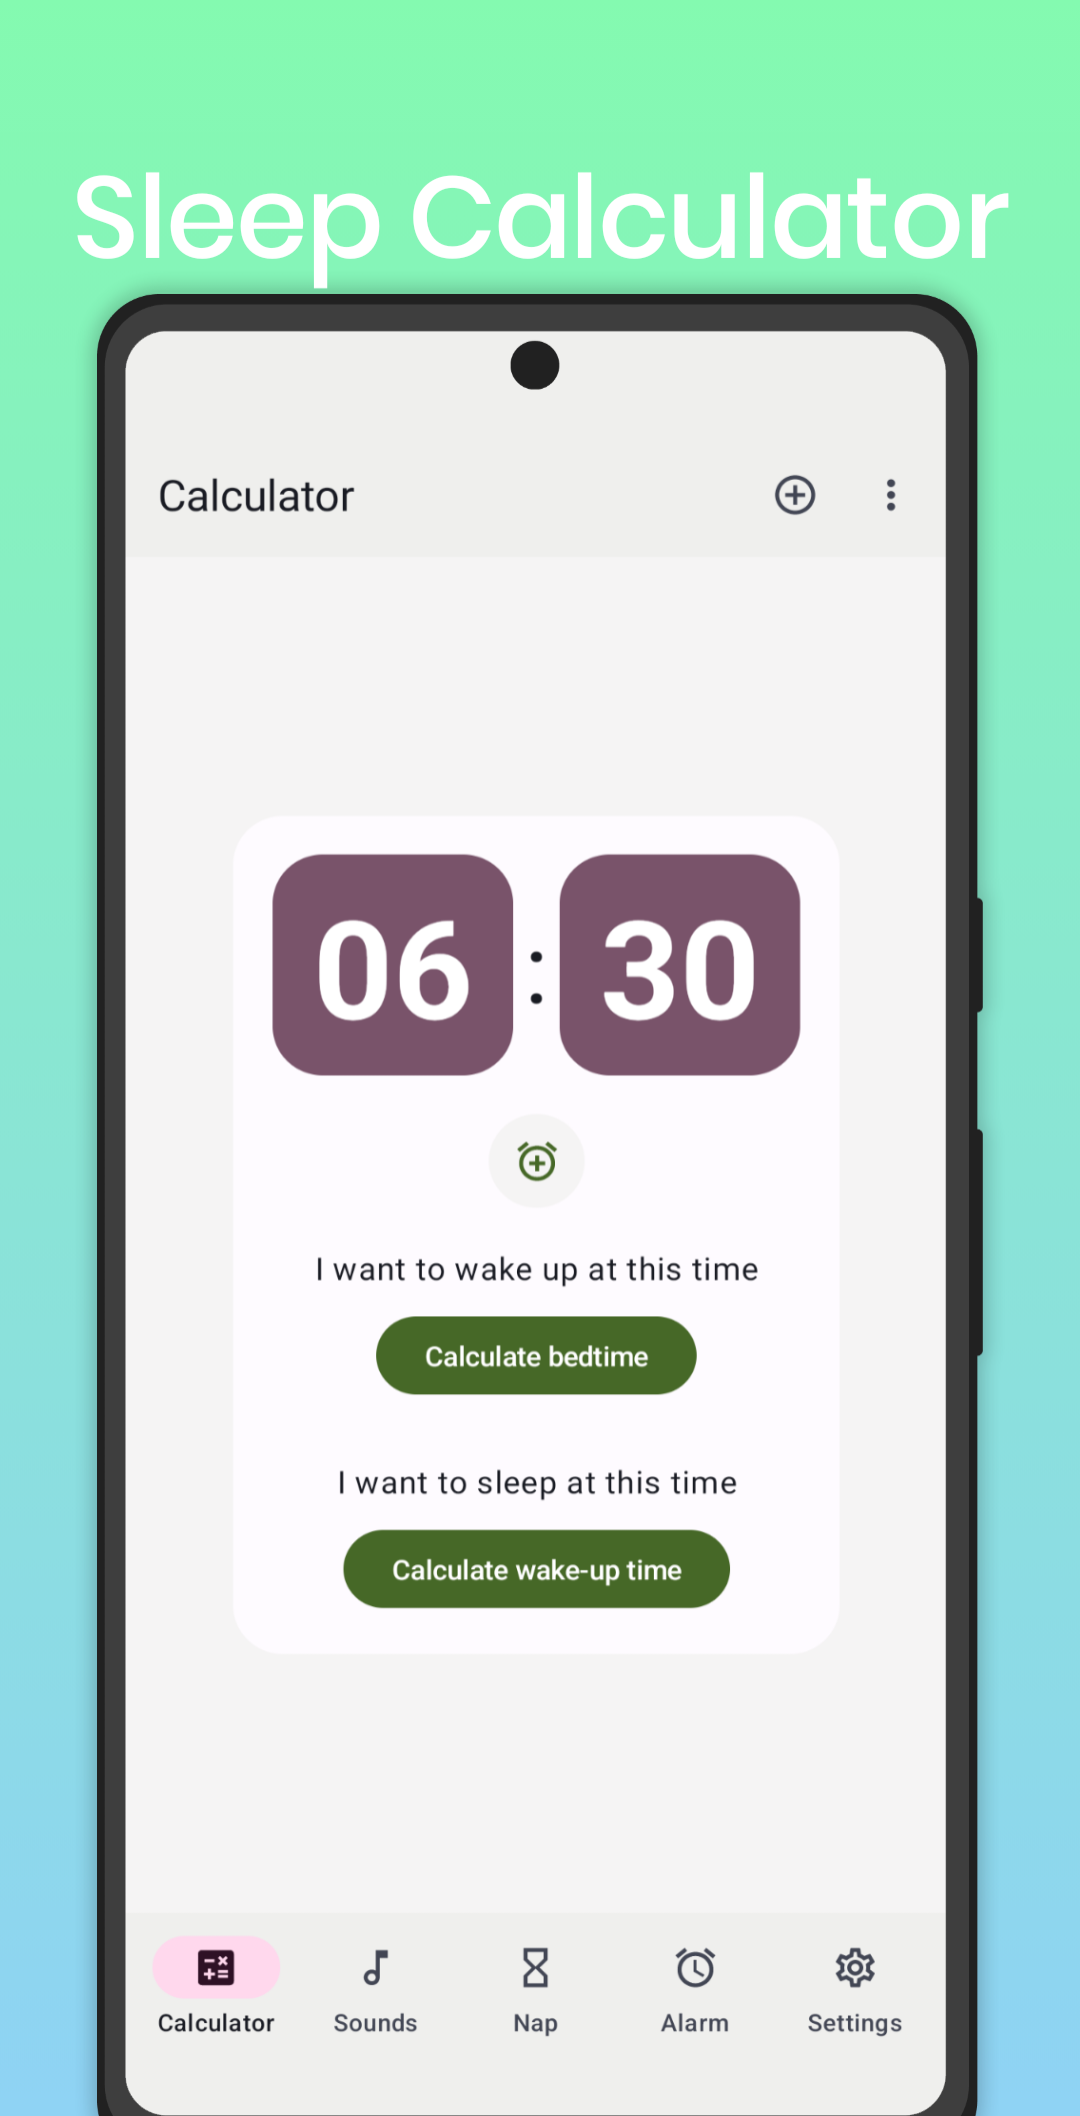 Sleep Calculator
Calculator
06 : 30
I want to wake up at this time
Calculate bedtime
I want to sleep at this time
Calculate wake-up time
Calculator Sounds Nap Alarm Settings